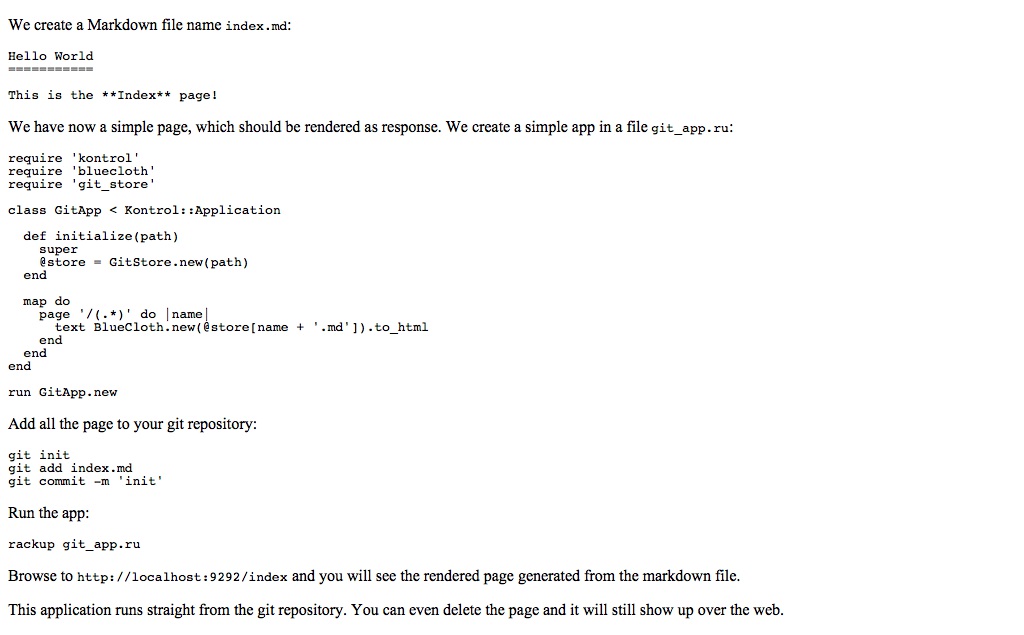 We create a Markdown file name index.md:
Hello World
===========
This is the **Index** page!
We have now a simple page, which should be rendered as response. We create a simple app in a file git_app.ru:
require 'kontrol'
require 'bluecloth'
require 'git_store'
class GitApp < Kontrol::Application
  def initialize(path)
    super
    @store = GitStore.new(path)
  end
  map do
    page '/(.*)' do |name|
      text BlueCloth.new(@store[name + '.md']).to_html
    end
  end
end
run GitApp.new
Add all the page to your git repository:
git init
git add index.md
git commit -m 'init'
Run the app:
rackup git_app.ru
Browse to http://localhost:9292/index and you will see the rendered page generated from the markdown file.
This application runs straight from the git repository. You can even delete the page and it will still show up over the web.